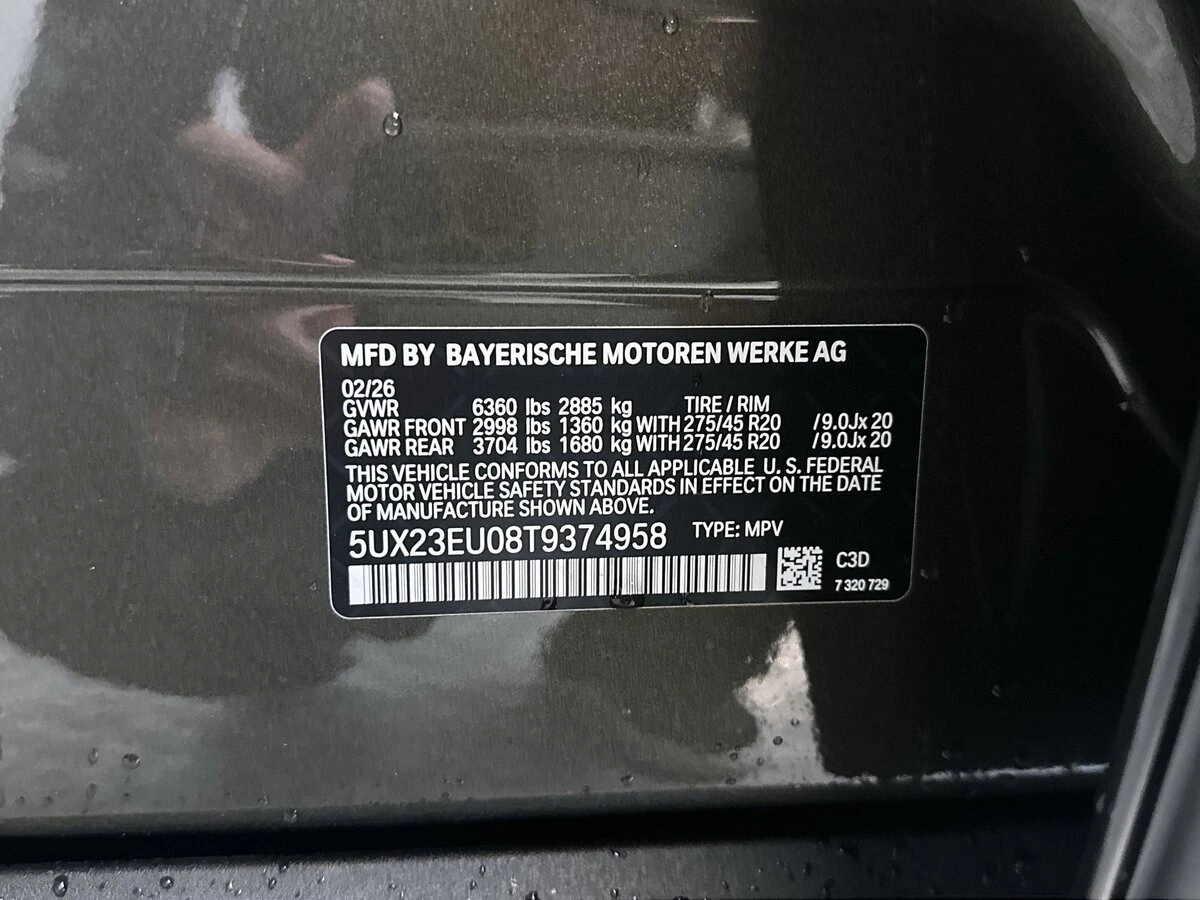 MFD BY BAYERISCHE MOTOREN WERKE AG
02/26
GVWR 6360 lbs 2885 kg TIRE / RIM
GAWR FRONT 2998 lbs 1360 kg WITH 275/45 R20 /9.0Jx 20
GAWR REAR 3704 lbs 1680 kg WITH 275/45 R20 /9.0Jx 20
THIS VEHICLE CONFORMS TO ALL APPLICABLE U. S. FEDERAL
MOTOR VEHICLE SAFETY STANDARDS IN EFFECT ON THE DATE
OF MANUFACTURE SHOWN ABOVE.
5UX23EU08T9374958 TYPE: MPV
C3D
7 320 729